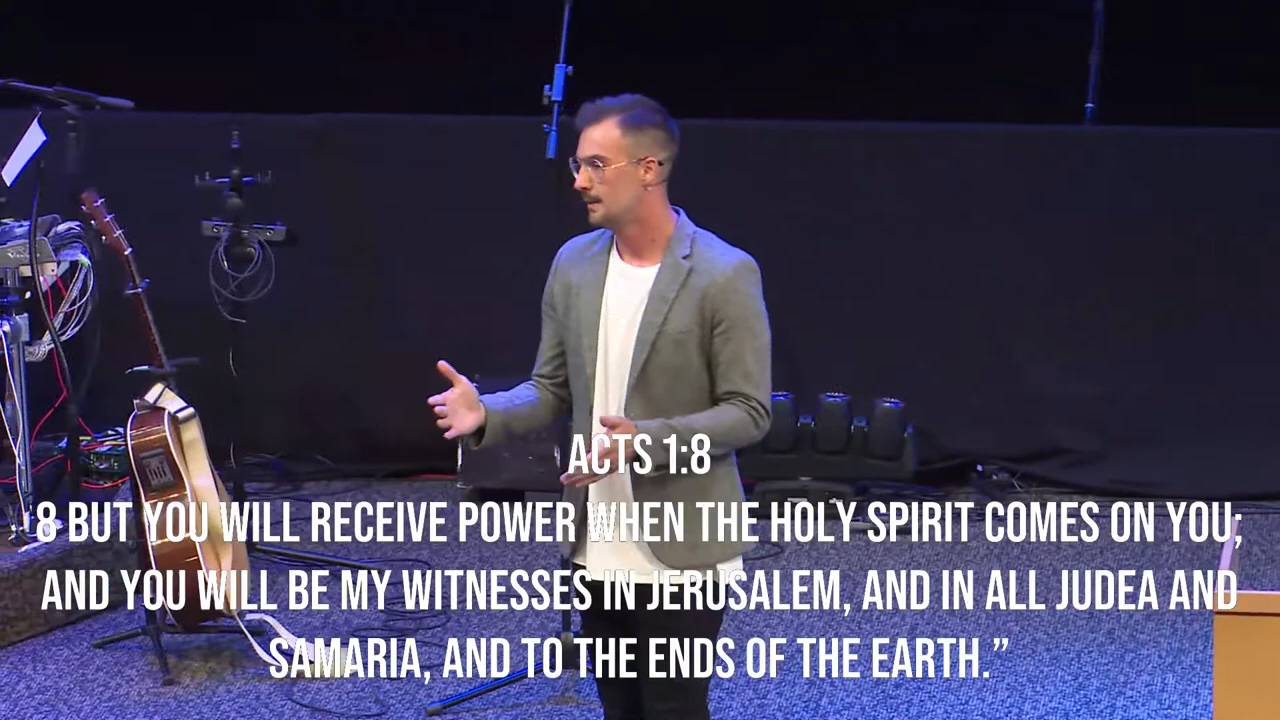 ACTS 1:8
8 BUT YOU WILL RECEIVE POWER WHEN THE HOLY SPIRIT COMES ON YOU;
AND YOU WILL BE MY WITNESSES IN JERUSALEM, AND IN ALL JUDEA AND
SAMARIA, AND TO THE ENDS OF THE EARTH.”